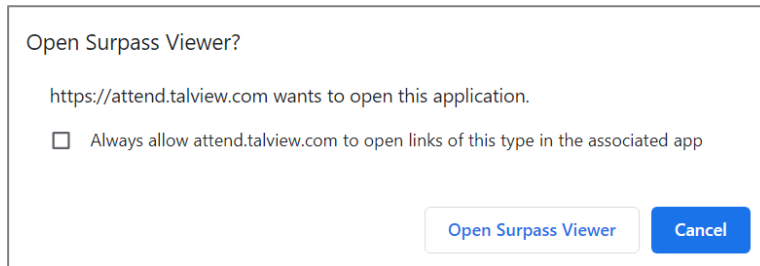 Open Surpass Viewer?
https://attend.talview.com wants to open this application.
Always allow attend.talview.com to open links of this type in the associated app
Open Surpass Viewer Cancel